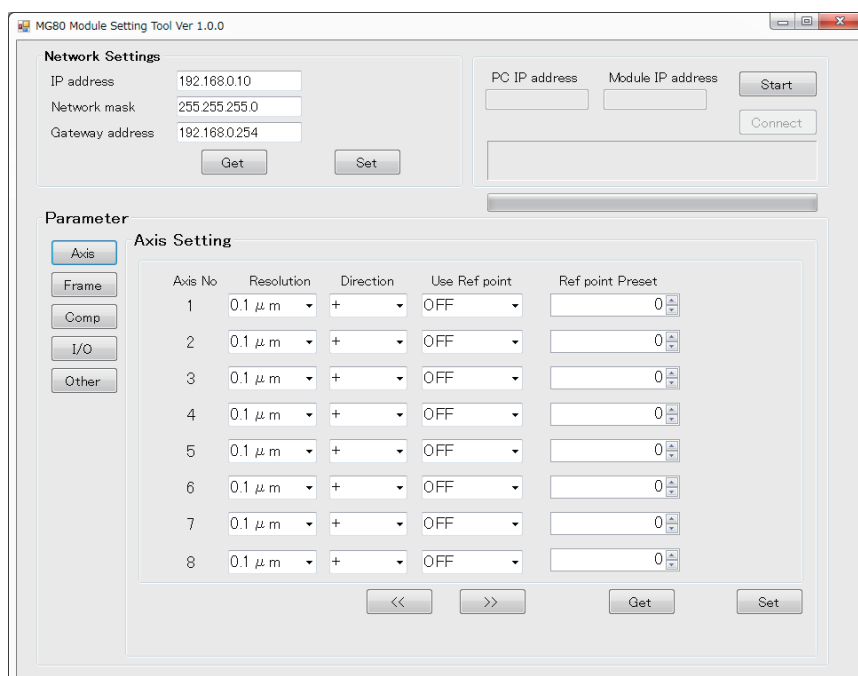 MG80 Module Setting Tool Ver 1.0.0
Network Settings
IP address 192.168.0.10
Network mask 255.255.255.0
Gateway address 192.168.0.254
Get Set
PC IP address Module IP address Start
Connect
Parameter
Axis
Frame
Comp
I/O
Other
Axis Setting
Axis No Resolution Direction Use Ref point Ref point Preset
1 0.1 μ m + OFF 0
2 0.1 μ m + OFF 0
3 0.1 μ m + OFF 0
4 0.1 μ m + OFF 0
5 0.1 μ m + OFF 0
6 0.1 μ m + OFF 0
7 0.1 μ m + OFF 0
8 0.1 μ m + OFF 0
<< >> Get Set